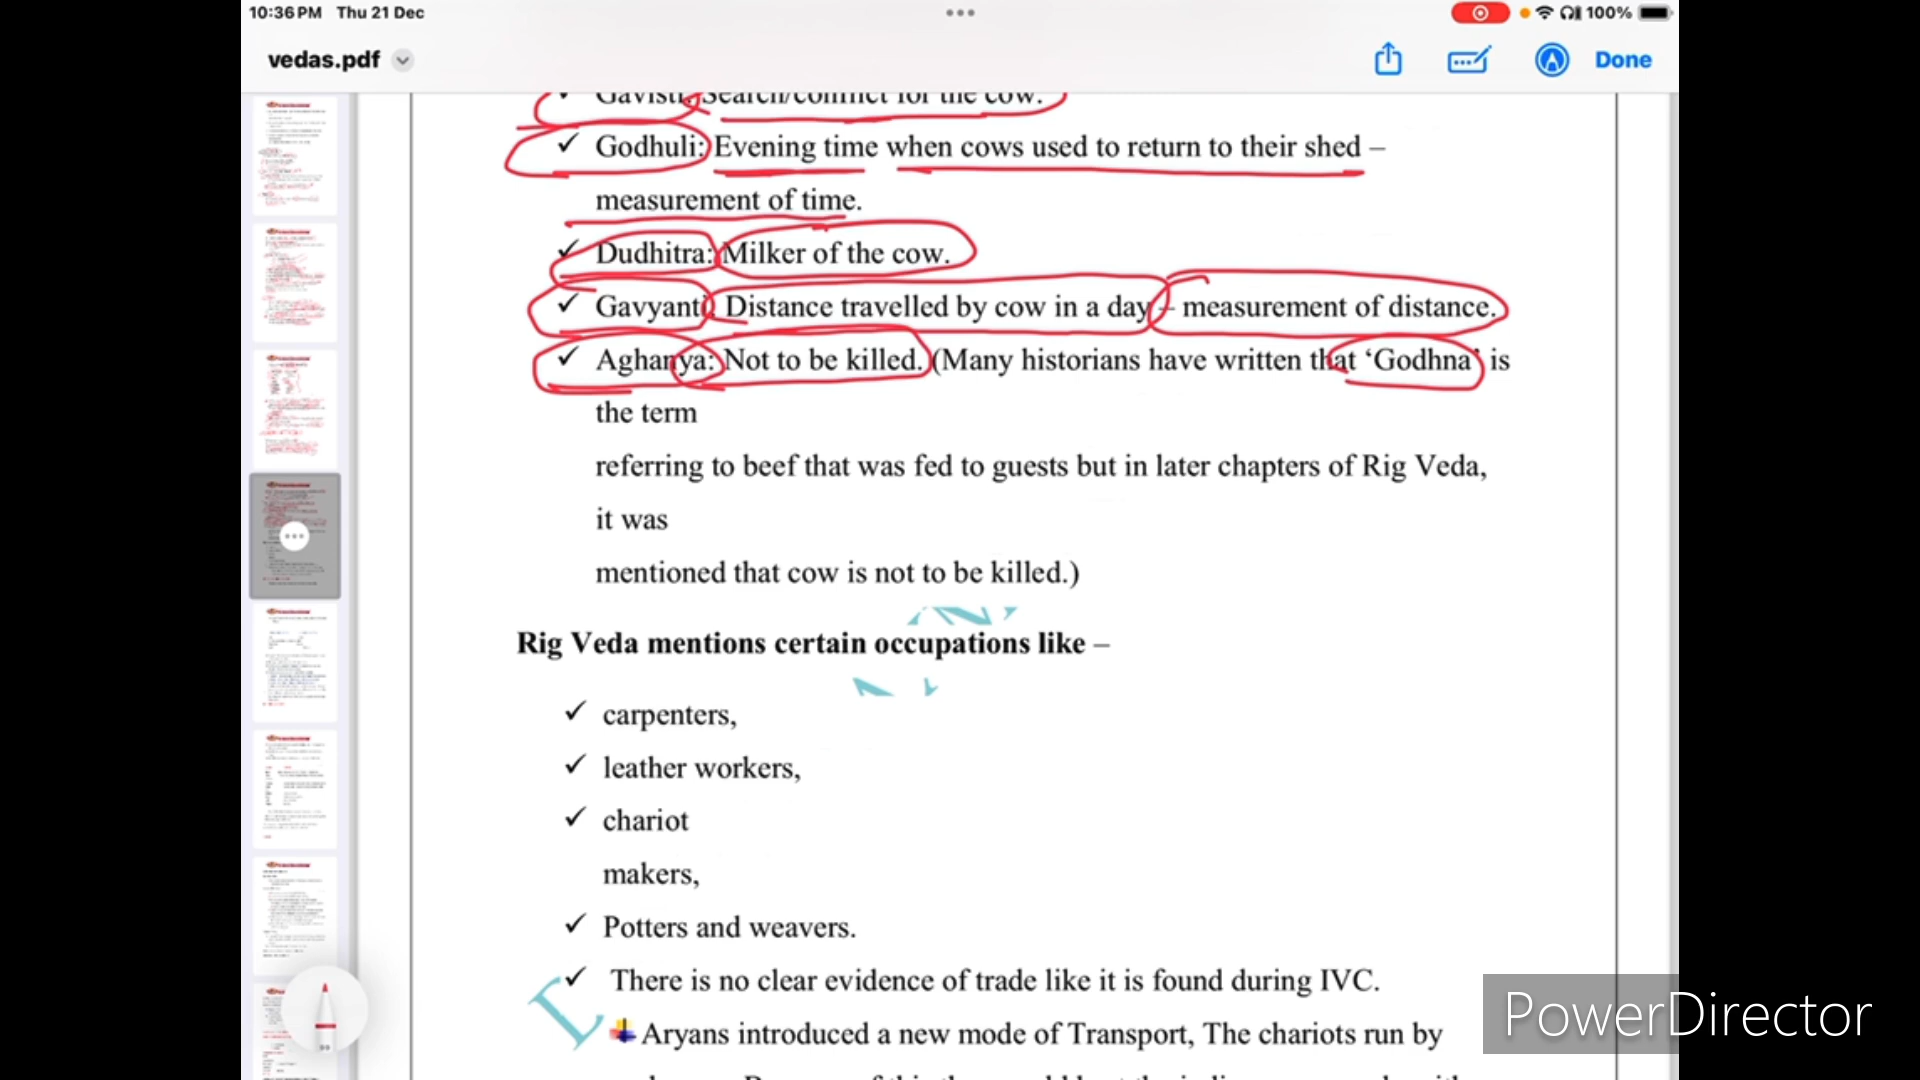 10:36 PM Thu 21 Dec
100%
vedas.pdf
Done
Gavisti: Search/conflict for the cow.
✓ Godhuli: Evening time when cows used to return to their shed –
measurement of time.
✓ Dudhitra: Milker of the cow.
✓ Gavyanti: Distance travelled by cow in a day – measurement of distance.
✓ Aghanya: Not to be killed. (Many historians have written that ‘Godhna’ is
the term
referring to beef that was fed to guests but in later chapters of Rig Veda,
it was
mentioned that cow is not to be killed.)
Rig Veda mentions certain occupations like –
✓ carpenters,
✓ leather workers,
✓ chariot
makers,
✓ Potters and weavers.
✓ There is no clear evidence of trade like it is found during IVC.
Aryans introduced a new mode of Transport, The chariots run by
PowerDirector